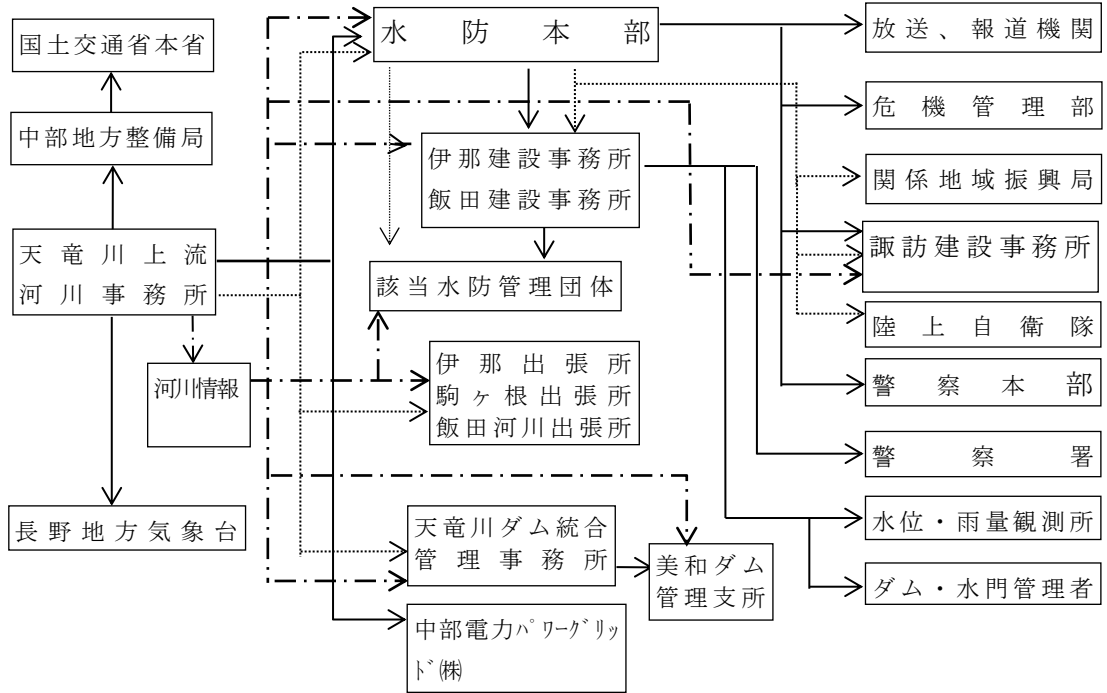 国土交通省本省
中部地方整備局
天竜川上流
河川事務所
河川情報
長野地方気象台
水防本部
伊那建設事務所
飯田建設事務所
該当水防管理団体
伊那出張所
駒ヶ根出張所
飯田河川出張所
天竜川ダム統合
管理事務所
美和ダム
管理支所
中部電力ﾊﾟﾜｰｸﾞﾘｯ
ﾄﾞ㈱
放送、報道機関
危機管理部
関係地域振興局
諏訪建設事務所
陸上自衛隊
警察本部
警察署
水位・雨量観測所
ダム・水門管理者